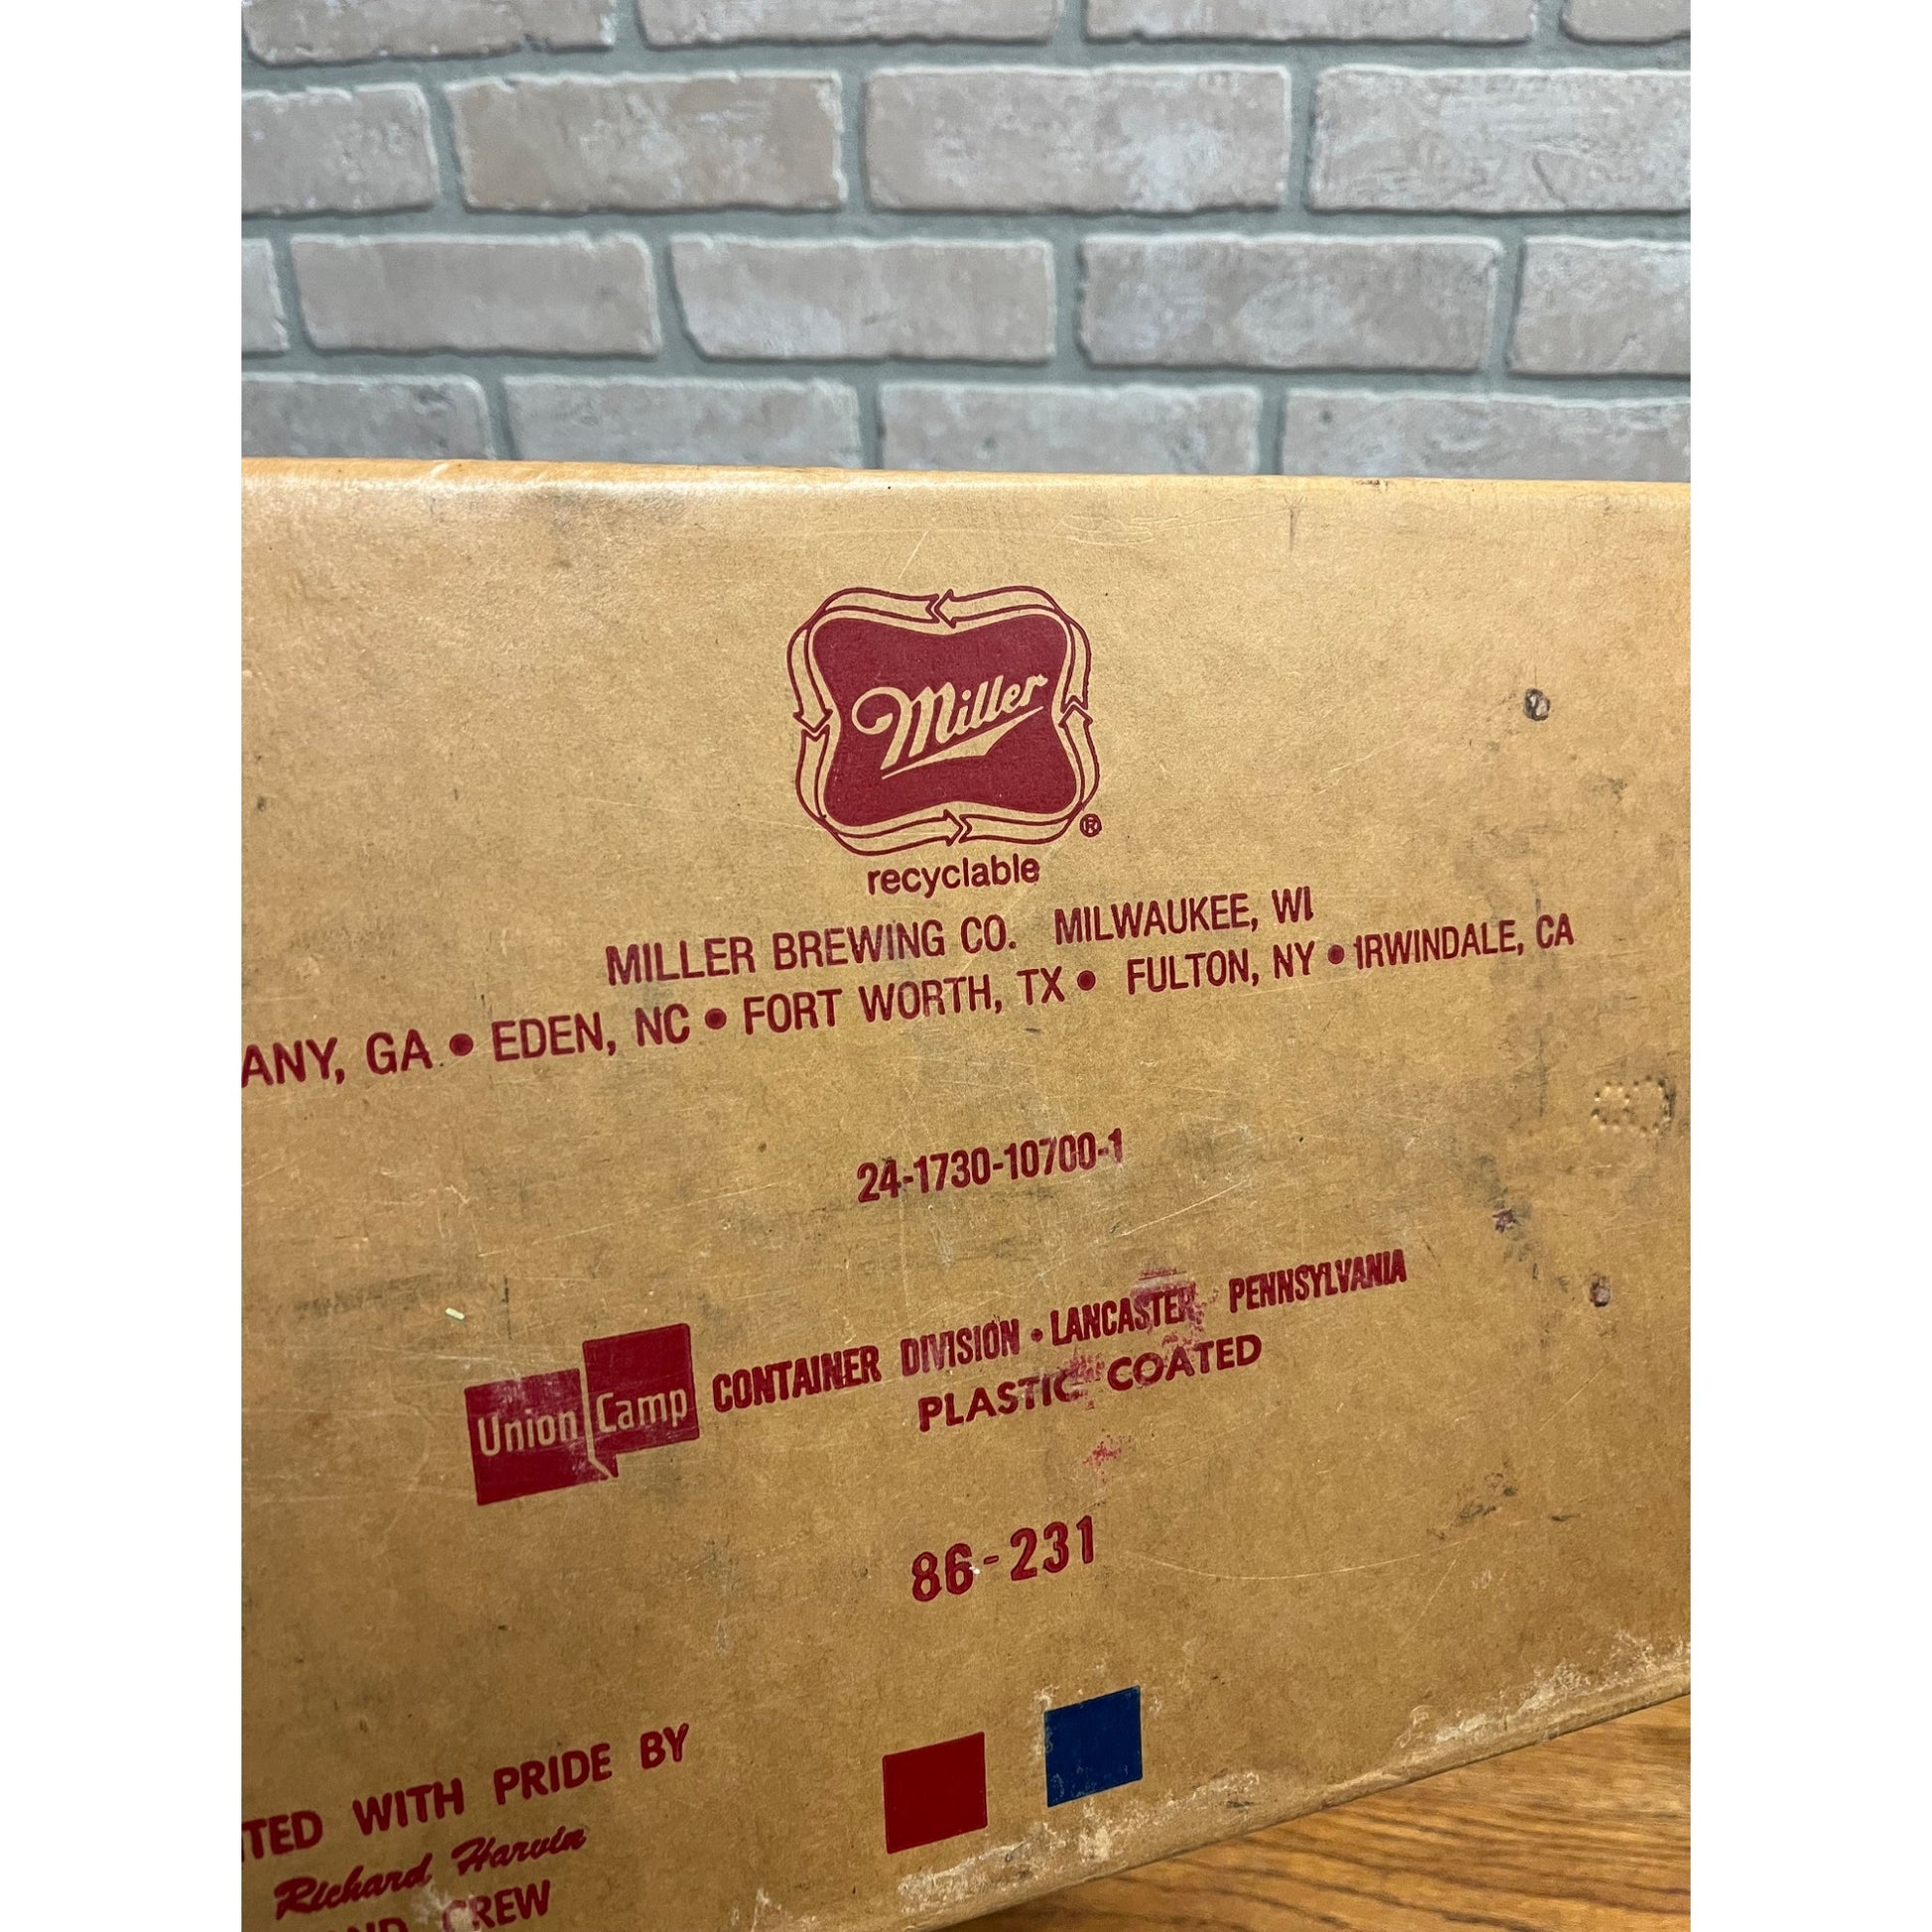 Miller
®
recyclable
MILLER BREWING CO. MILWAUKEE, WI
ANY, GA • EDEN, NC • FORT WORTH, TX • FULTON, NY • IRWINDALE, CA
24-1730-10700-1
Union Camp CONTAINER DIVISION • LANCASTER, PENNSYLVANIA
PLASTIC COATED
86-231
TED WITH PRIDE BY
Richard Harvin
AND CREW